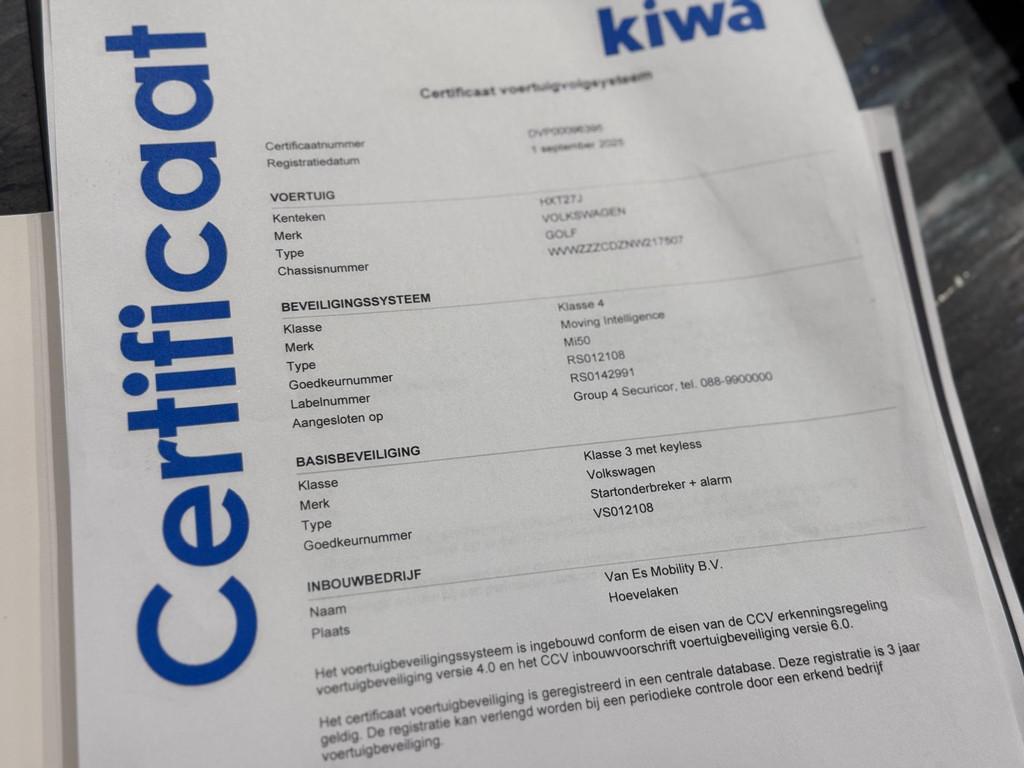 Certificaat
kiwa
Certificaat voertuigvolgsysteem
Certificaatnummer DVP00096395
Registratiedatum 1 september 2025
VOERTUIG
Kenteken HXT27J
Merk VOLKSWAGEN
Type GOLF
Chassisnummer WVWZZZCDZNW217507
BEVEILIGINGSSYSTEEM
Klasse Klasse 4
Merk Moving Intelligence
Type Mi50
Goedkeurnummer RS012108
Labelnummer RS0142991
Aangesloten op Group 4 Securicor, tel. 088-9900000
BASISBEVEILIGING
Klasse Klasse 3 met keyless
Merk Volkswagen
Type Startonderbreker + alarm
Goedkeurnummer VS012108
INBOUWBEDRIJF
Naam Van Es Mobility B.V.
Plaats Hoevelaken
Het voertuigbeveiligingssysteem is ingebouwd conform de eisen van de CCV erkenningsregeling
voertuigbeveiliging versie 4.0 en het CCV inbouwvoorschrift voertuigbeveiliging versie 6.0.
Het certificaat voertuigbeveiliging is geregistreerd in een centrale database. Deze registratie is 3 jaar
geldig. De registratie kan verlengd worden bij een periodieke controle door een erkend bedrijf
voertuigbeveiliging.